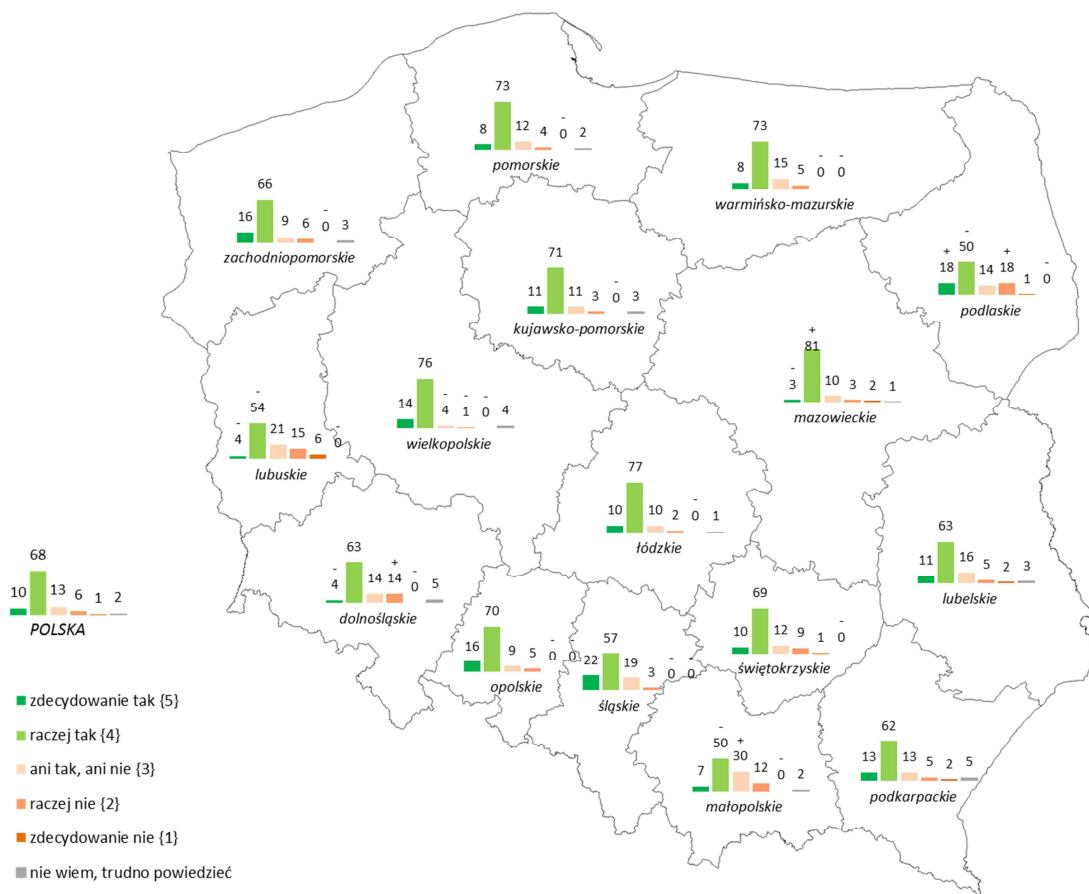 73
8 12 4 - 0 2
pomorskie
73
8 15 5 - 0 - 0
warmińsko-mazurskie
66
16 9 6 - 0 3
zachodniopomorskie
71
11 11 3 - 0 3
kujawsko-pomorskie
+ 18 - 50 14 + 18 1 - 0
podlaskie
+ 81
- 3 10 3 2 1
mazowieckie
76
14 - 4 - 1 - 0 4
wielkopolskie
- 54
- 4 21 15 6 - 0
lubuskie
77
10 10 2 - 0 1
łódzkie
63
11 16 5 2 3
lubelskie
68
10 13 6 1 2
POLSKA
63
- 4 14 + 14 - 0 5
dolnośląskie
70
16 9 5 - 0 - 0
opolskie
57
22 19 3 - 0 - 0
śląskie
69
10 12 9 1 - 0
świętokrzyskie
- 50 + 30
7 12 - 0 2
małopolskie
62
13 13 5 2 5
podkarpackie
zdecydowanie tak {5}
raczej tak {4}
ani tak, ani nie {3}
raczej nie {2}
zdecydowanie nie {1}
nie wiem, trudno powiedzieć